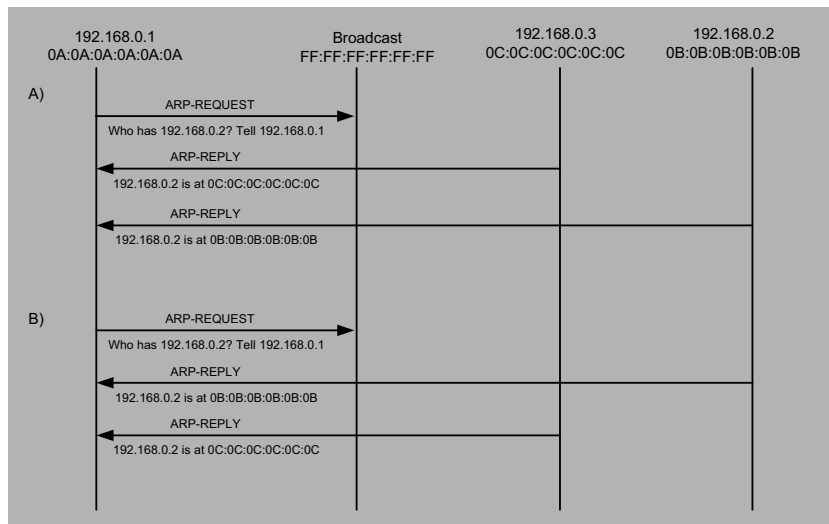 192.168.0.1
0A:0A:0A:0A:0A:0A
Broadcast
FF:FF:FF:FF:FF:FF
192.168.0.3
0C:0C:0C:0C:0C:0C
192.168.0.2
0B:0B:0B:0B:0B:0B
A)
ARP-REQUEST
Who has 192.168.0.2? Tell 192.168.0.1
ARP-REPLY
192.168.0.2 is at 0C:0C:0C:0C:0C:0C
ARP-REPLY
192.168.0.2 is at 0B:0B:0B:0B:0B:0B
B)
ARP-REQUEST
Who has 192.168.0.2? Tell 192.168.0.1
ARP-REPLY
192.168.0.2 is at 0B:0B:0B:0B:0B:0B
ARP-REPLY
192.168.0.2 is at 0C:0C:0C:0C:0C:0C